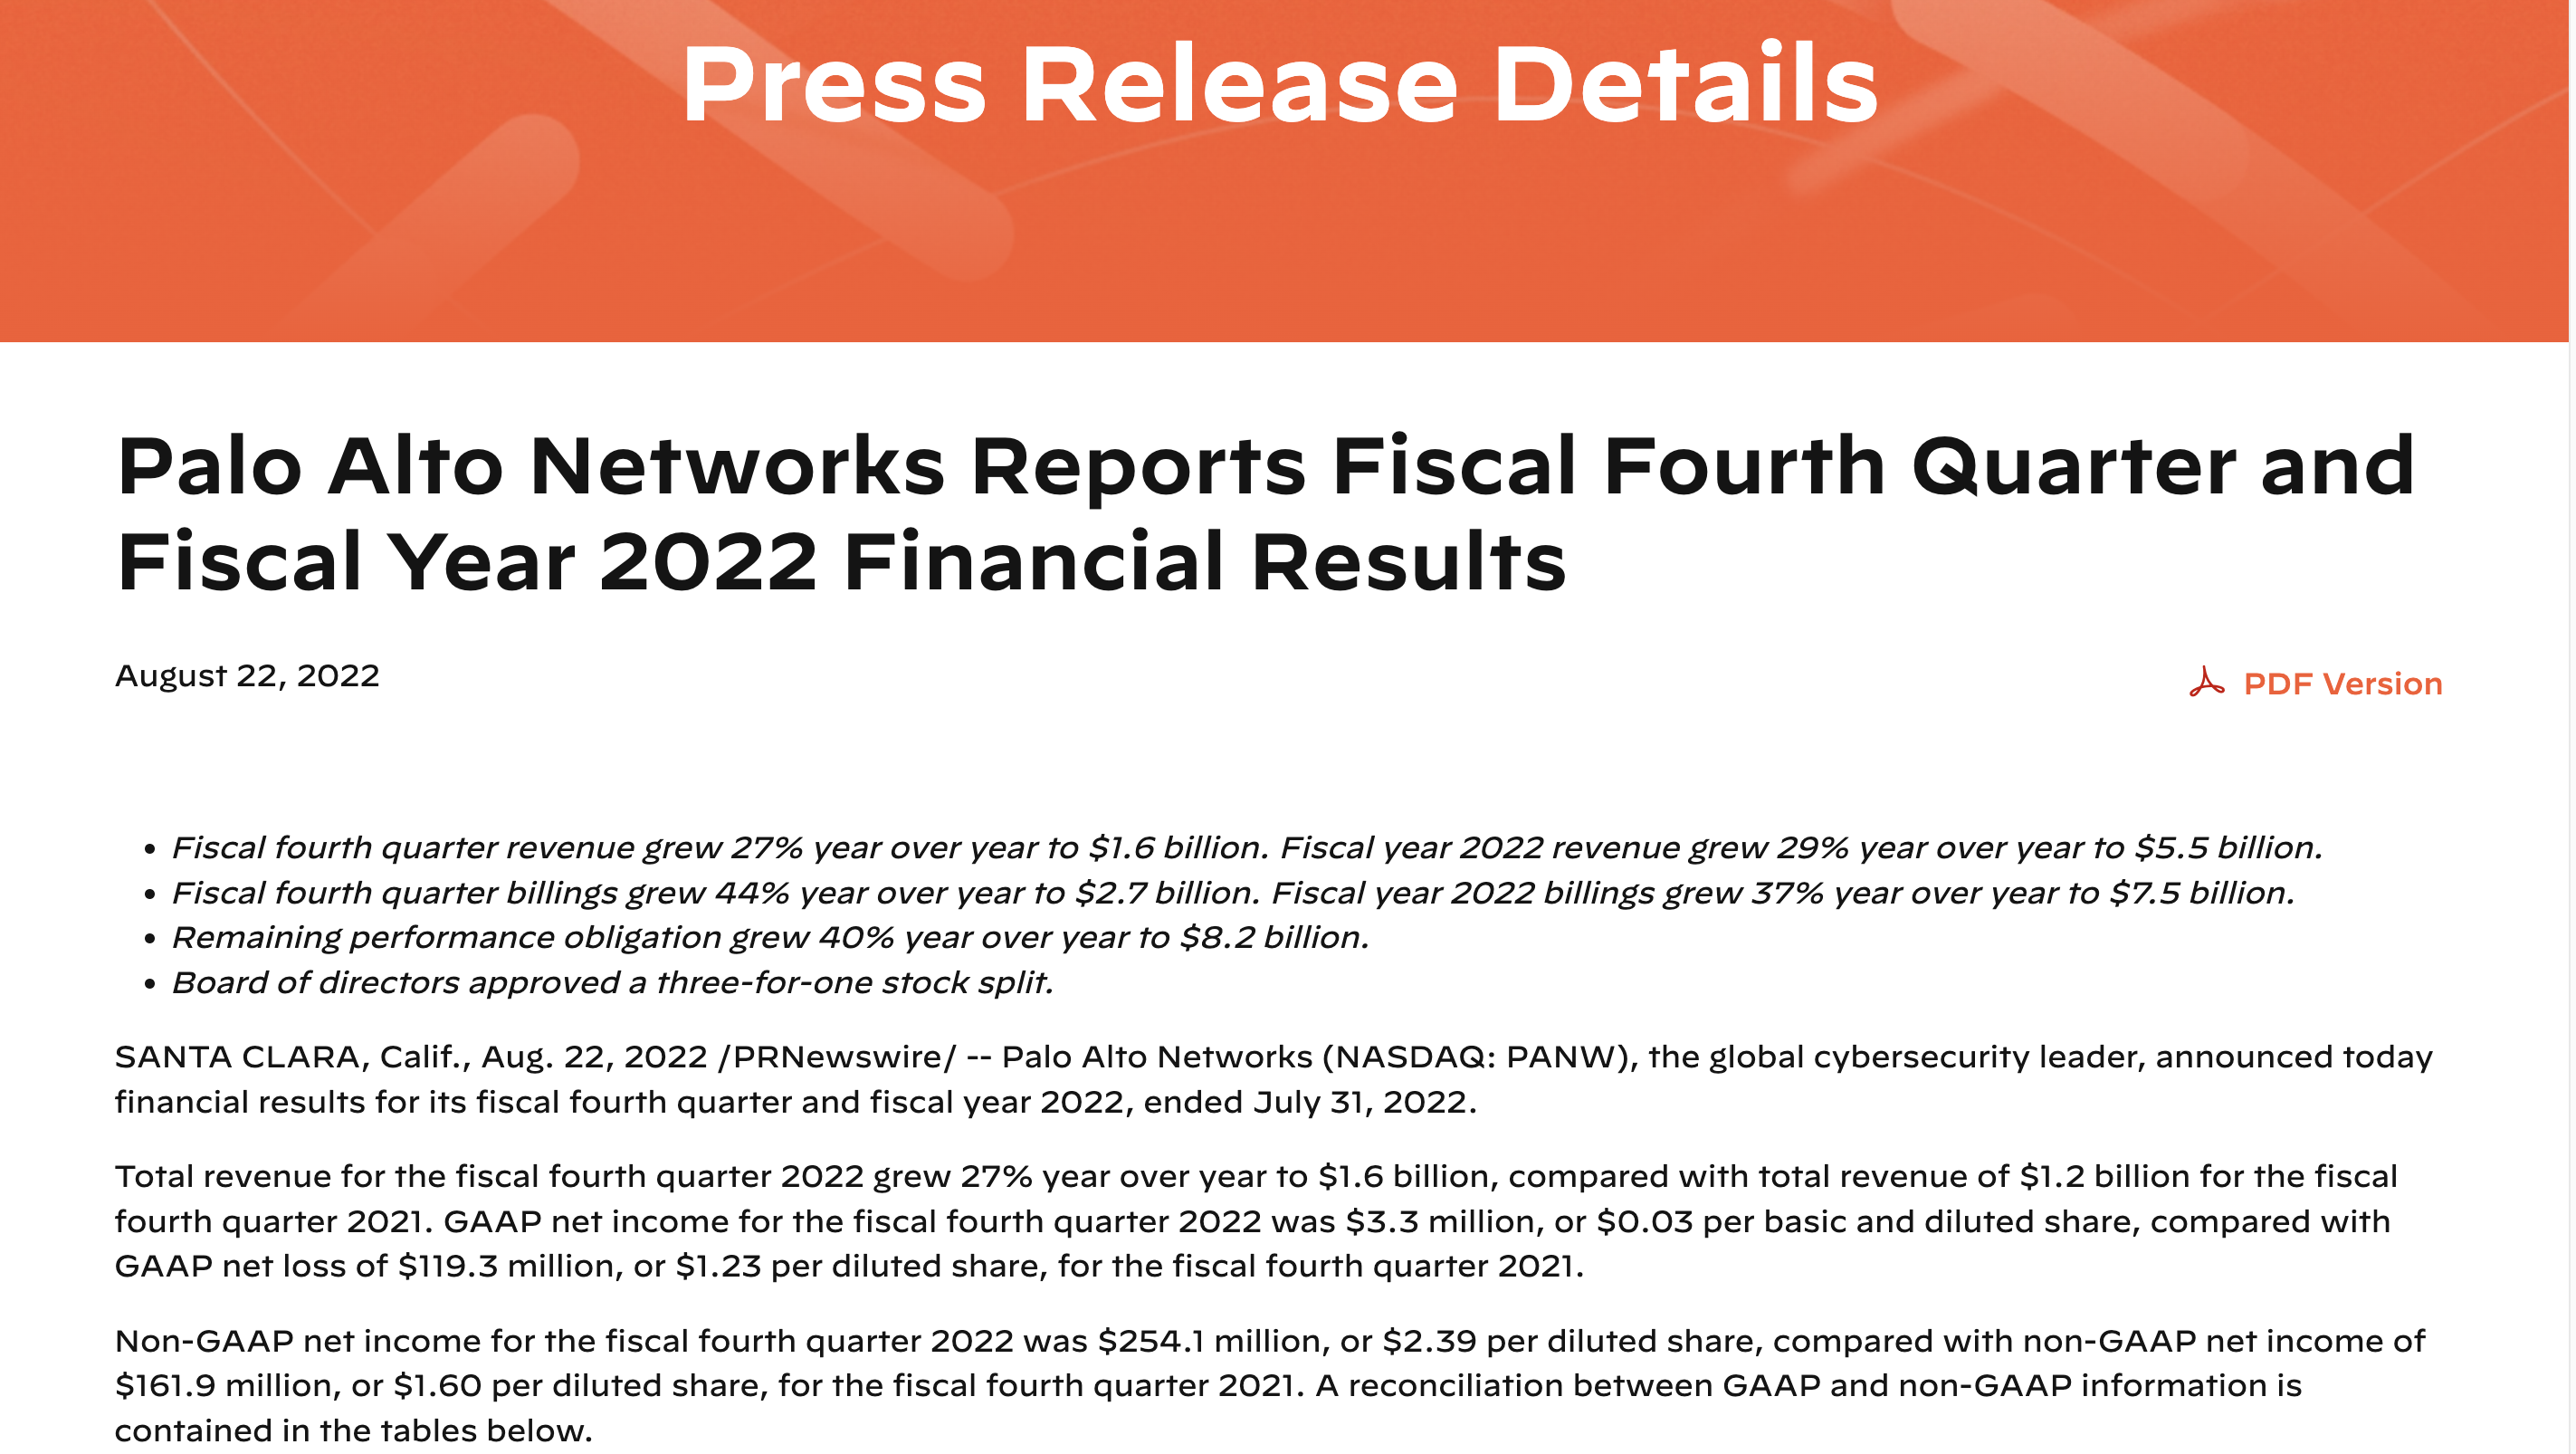 Press Release Details
Palo Alto Networks Reports Fiscal Fourth Quarter and
Fiscal Year 2022 Financial Results
August 22, 2022
PDF Version
• Fiscal fourth quarter revenue grew 27% year over year to $1.6 billion. Fiscal year 2022 revenue grew 29% year over year to $5.5 billion.
• Fiscal fourth quarter billings grew 44% year over year to $2.7 billion. Fiscal year 2022 billings grew 37% year over year to $7.5 billion.
• Remaining performance obligation grew 40% year over year to $8.2 billion.
• Board of directors approved a three-for-one stock split.
SANTA CLARA, Calif., Aug. 22, 2022 /PRNewswire/ -- Palo Alto Networks (NASDAQ: PANW), the global cybersecurity leader, announced today
financial results for its fiscal fourth quarter and fiscal year 2022, ended July 31, 2022.
Total revenue for the fiscal fourth quarter 2022 grew 27% year over year to $1.6 billion, compared with total revenue of $1.2 billion for the fiscal
fourth quarter 2021. GAAP net income for the fiscal fourth quarter 2022 was $3.3 million, or $0.03 per basic and diluted share, compared with
GAAP net loss of $119.3 million, or $1.23 per diluted share, for the fiscal fourth quarter 2021.
Non-GAAP net income for the fiscal fourth quarter 2022 was $254.1 million, or $2.39 per diluted share, compared with non-GAAP net income of
$161.9 million, or $1.60 per diluted share, for the fiscal fourth quarter 2021. A reconciliation between GAAP and non-GAAP information is
contained in the tables below.